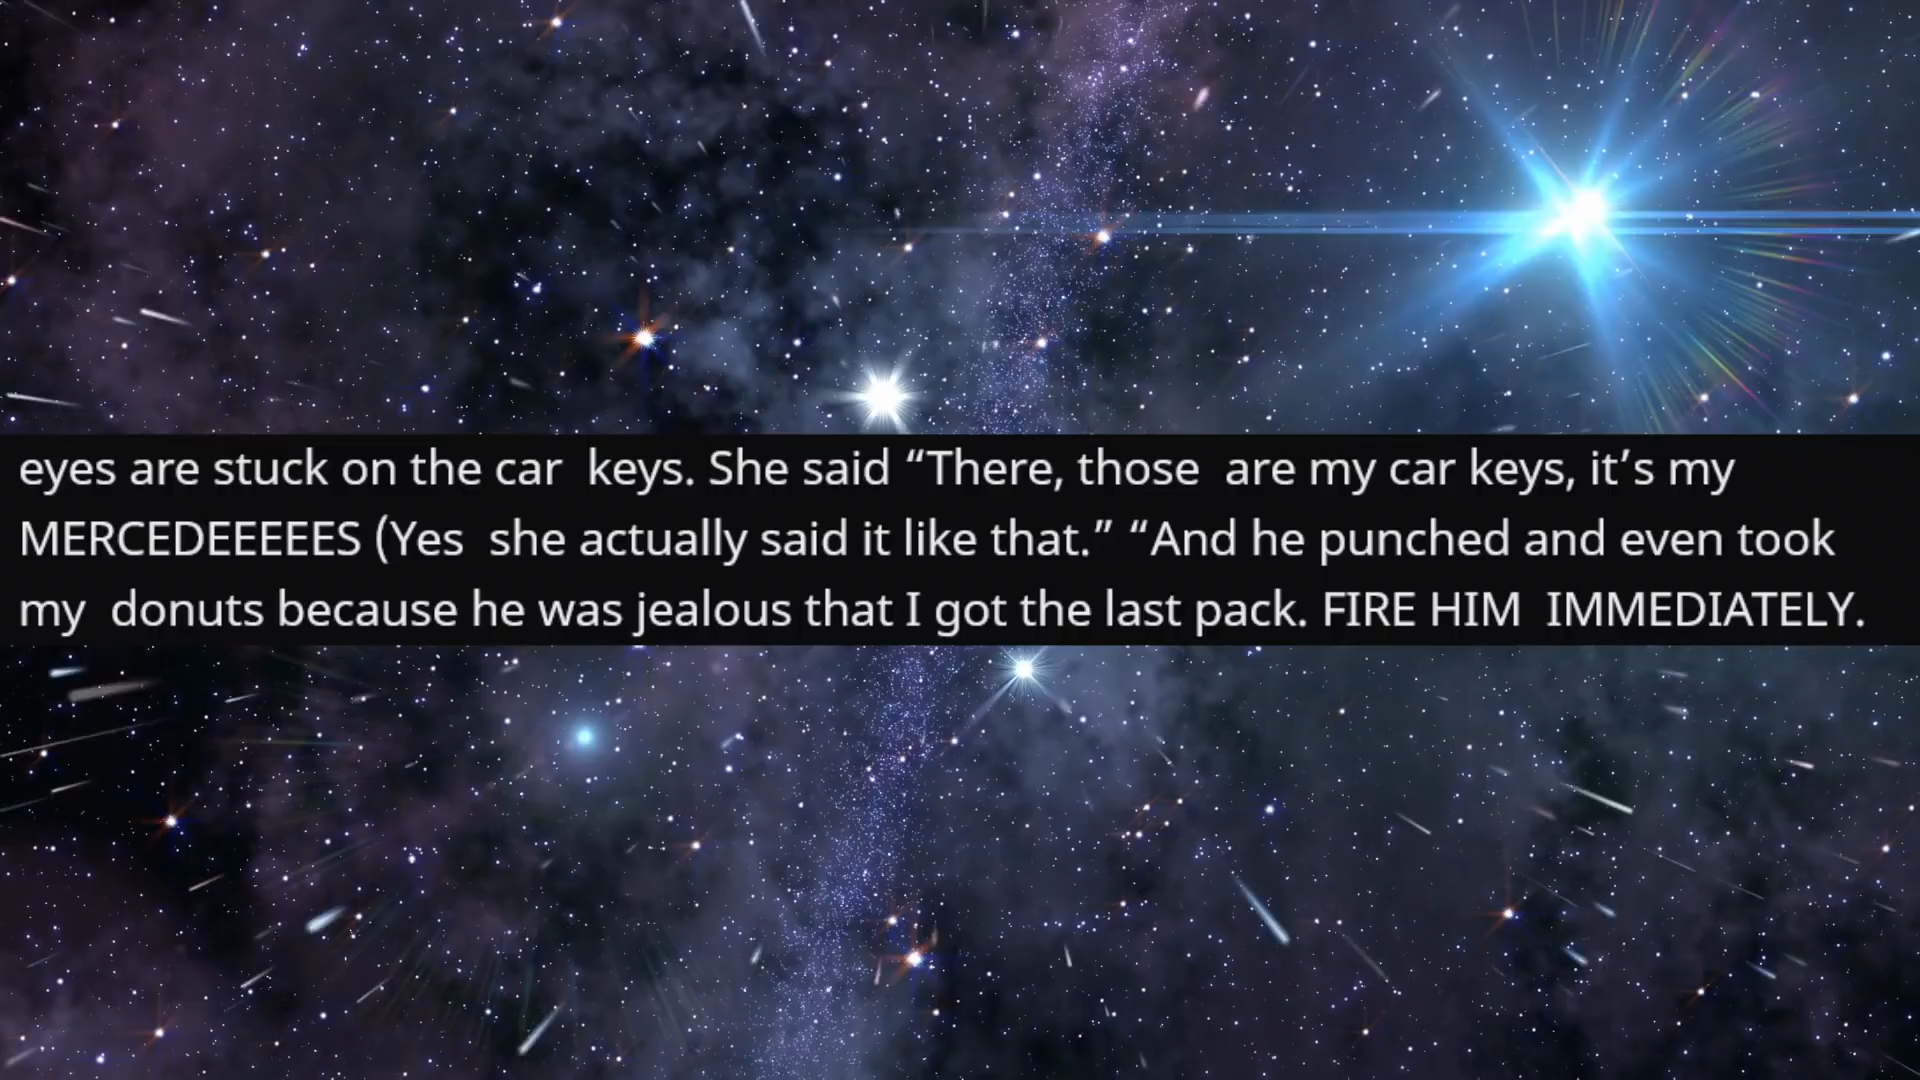 eyes are stuck on the car  keys. She said “There, those  are my car keys, it’s my
MERCEDEEEEES (Yes  she actually said it like that.” “And he punched and even took
my  donuts because he was jealous that I got the last pack. FIRE HIM  IMMEDIATELY.